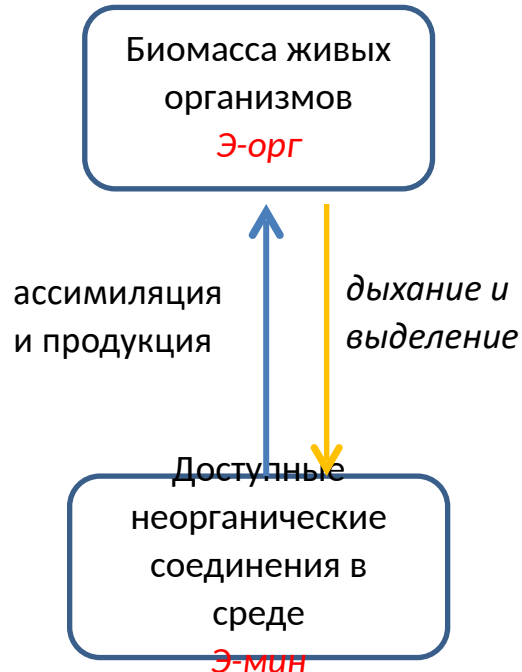 Биомасса живых
организмов
Э-орг
ассимиляция
и продукция
дыхание и
выделение
Доступные
неорганические
соединения в
среде
Э-мин